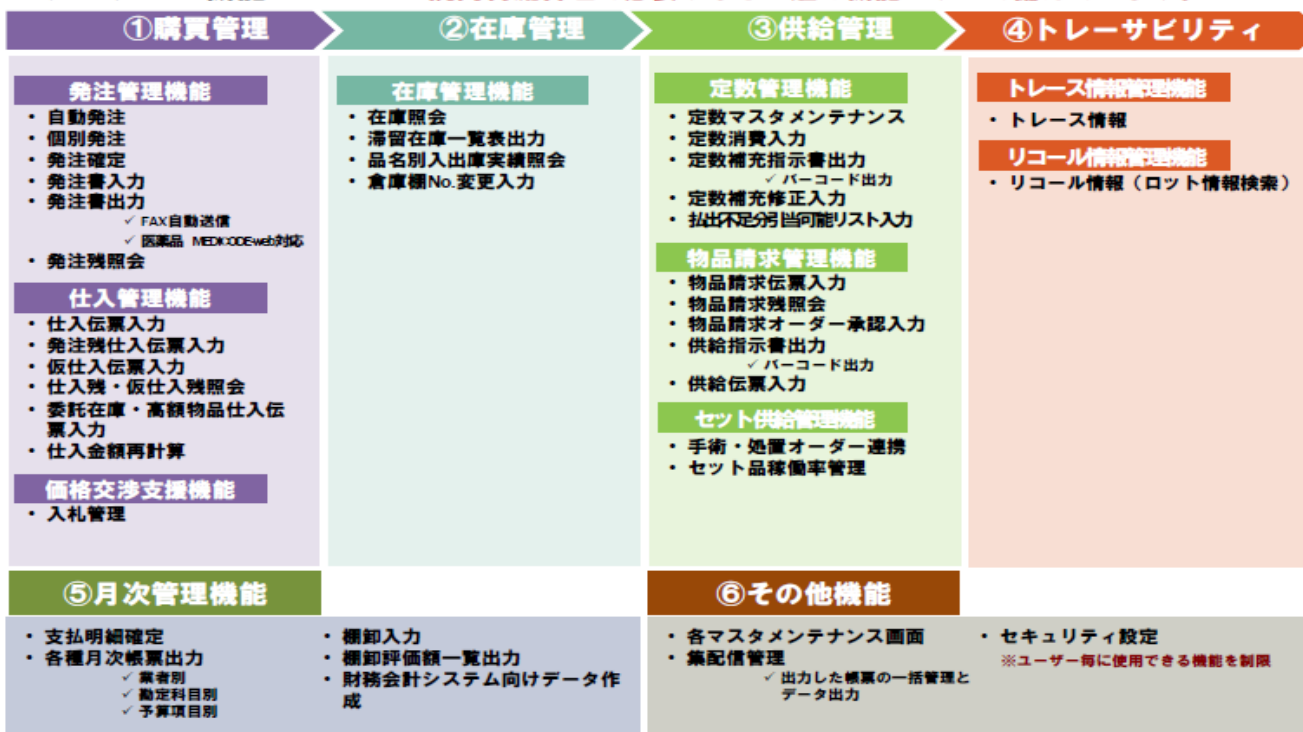 ①購買管理
②在庫管理
③供給管理
④トレーサビリティ
発注管理機能
・自動発注
・個別発注
・発注確定
・発注書入力
・発注書出力
✓ FAX自動送信
✓ 医薬品 MEDICODE-web対応
・発注残照会
仕入管理機能
・仕入伝票入力
・発注残仕入伝票入力
・仮仕入伝票入力
・仕入残・仮仕入残照会
・委託在庫・高額物品仕入伝
票入力
・仕入金額再計算
価格交渉支援機能
・入札管理
在庫管理機能
・在庫照会
・滞留在庫一覧表出力
・品名別入出庫実績照会
・倉庫棚No.変更入力
定数管理機能
・定数マスタメンテナンス
・定数消費入力
・定数補充指示書出力
✓ バーコード出力
・定数補充修正入力
・払出不足分引当可能リスト入力
物品請求管理機能
・物品請求伝票入力
・物品請求残照会
・物品請求オーダー承認入力
・供給指示書出力
✓ バーコード出力
・供給伝票入力
セット供給管理機能
・手術・処置オーダー連携
・セット品稼働率管理
トレース情報管理機能
・トレース情報
リコール情報管理機能
・リコール情報（ロット情報検索）
⑤月次管理機能
・支払明細確定
・各種月次帳票出力
✓ 業者別
✓ 勘定科目別
✓ 予算項目別
・棚卸入力
・棚卸評価額一覧出力
・財務会計システム向けデータ作
成
⑥その他機能
・各マスタメンテナンス画面
・集配信管理
✓ 出力した帳票の一括管理と
データ出力
・セキュリティ設定
※ユーザー毎に使用できる機能を制限